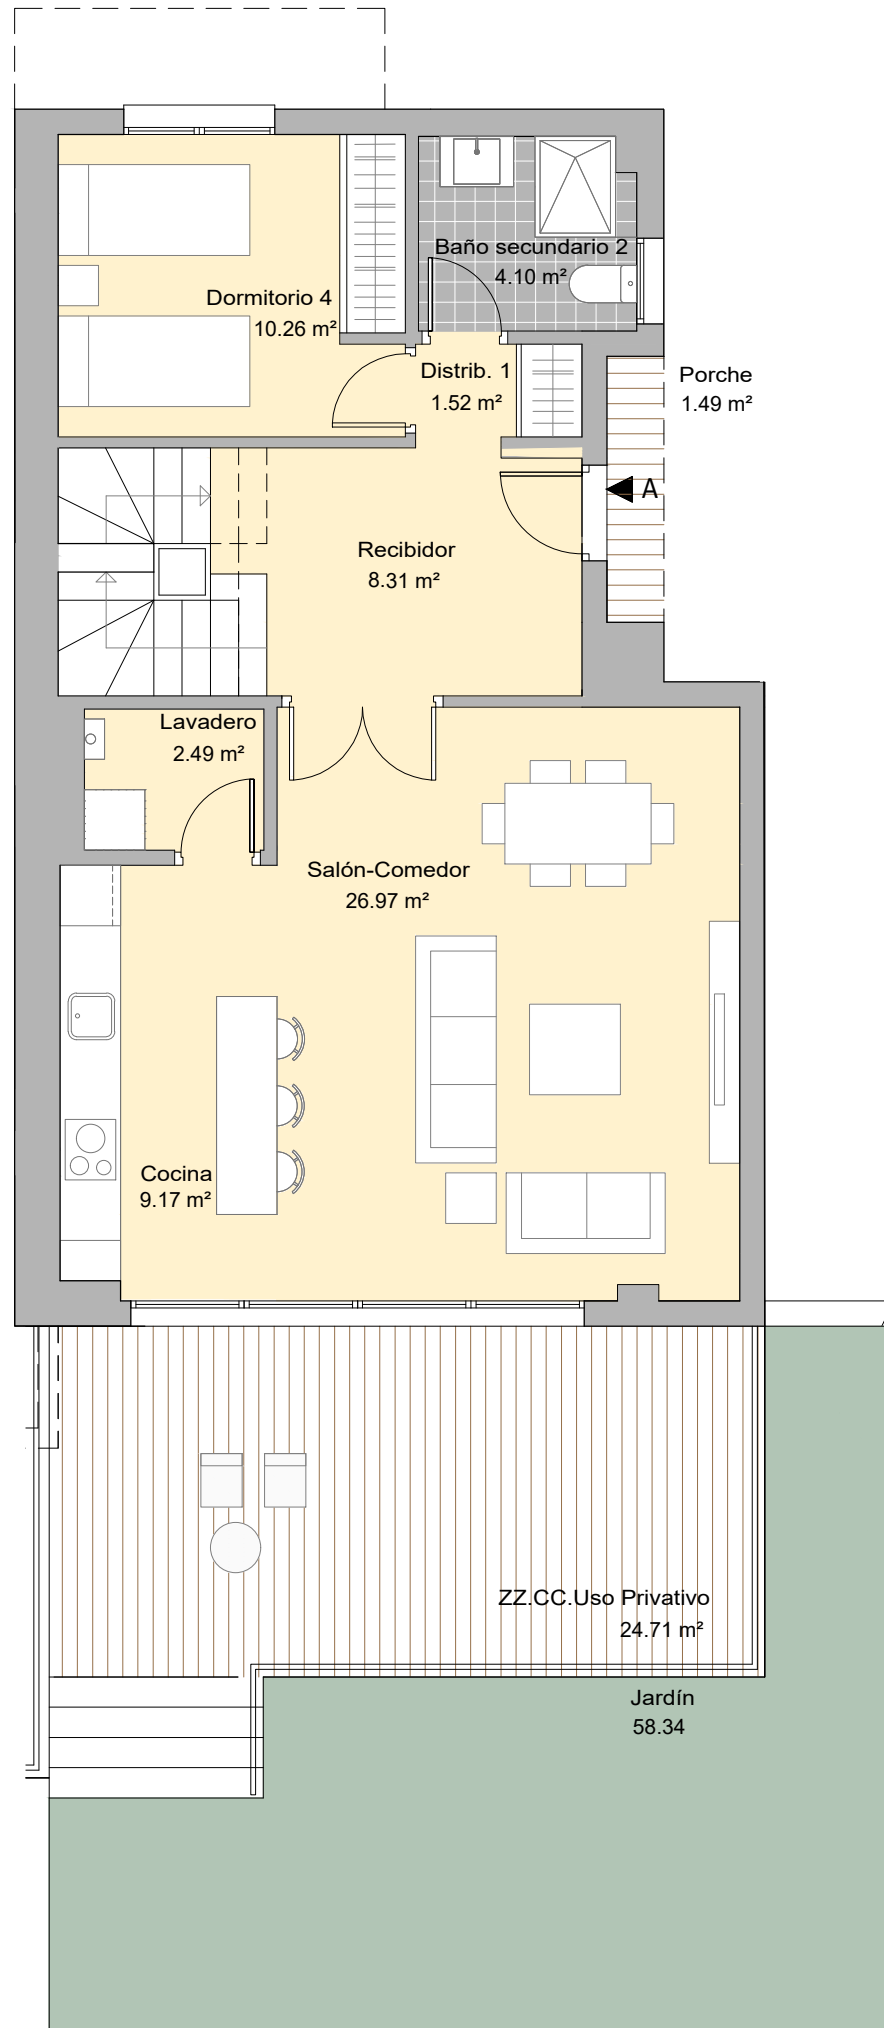 Baño secundario 2
4.10 m²
Dormitorio 4
10.26 m²
Distrib. 1
1.52 m²
Porche
1.49 m²
A
Recibidor
8.31 m²
Lavadero
2.49 m²
Salón-Comedor
26.97 m²
Cocina
9.17 m²
ZZ.CC.Uso Privativo
24.71 m²
Jardín
58.34